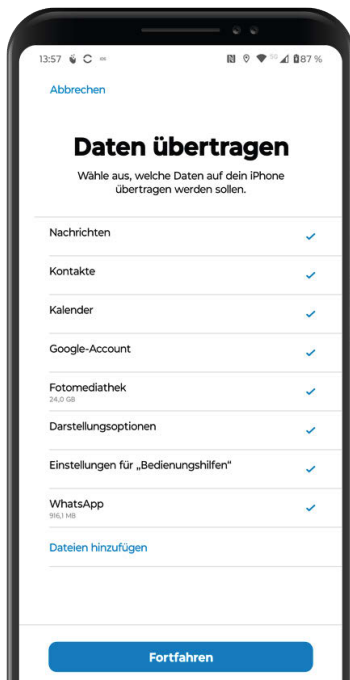 13:57
87 %
Abbrechen
Daten übertragen
Wähle aus, welche Daten auf dein iPhone
übertragen werden sollen.
Nachrichten
Kontakte
Kalender
Google-Account
Fotomediathek
24,0 GB
Darstellungsoptionen
Einstellungen für „Bedienungshilfen“
WhatsApp
916,1 MB
Dateien hinzufügen
Fortfahren